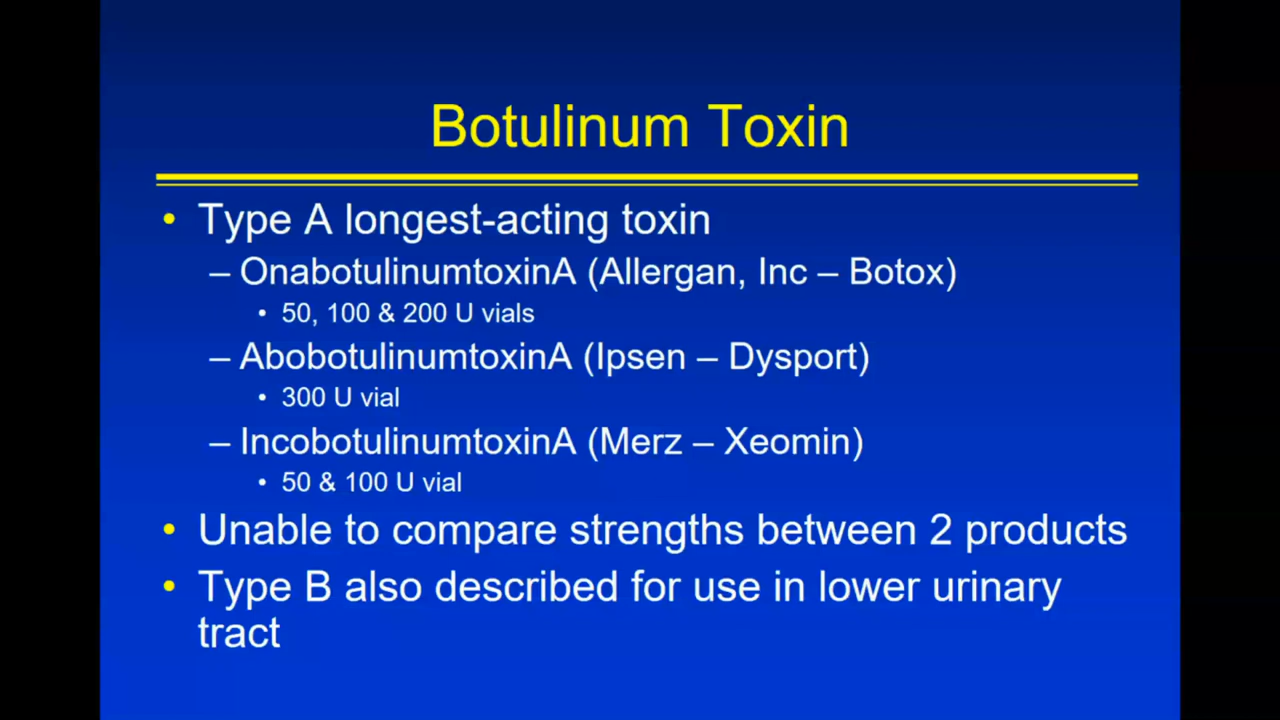 Botulinum Toxin
• Type A longest-acting toxin
– OnabotulinumtoxinA (Allergan, Inc – Botox)
• 50, 100 & 200 U vials
– AbobotulinumtoxinA (Ipsen – Dysport)
• 300 U vial
– IncobotulinumtoxinA (Merz – Xeomin)
• 50 & 100 U vial
• Unable to compare strengths between 2 products
• Type B also described for use in lower urinary
tract